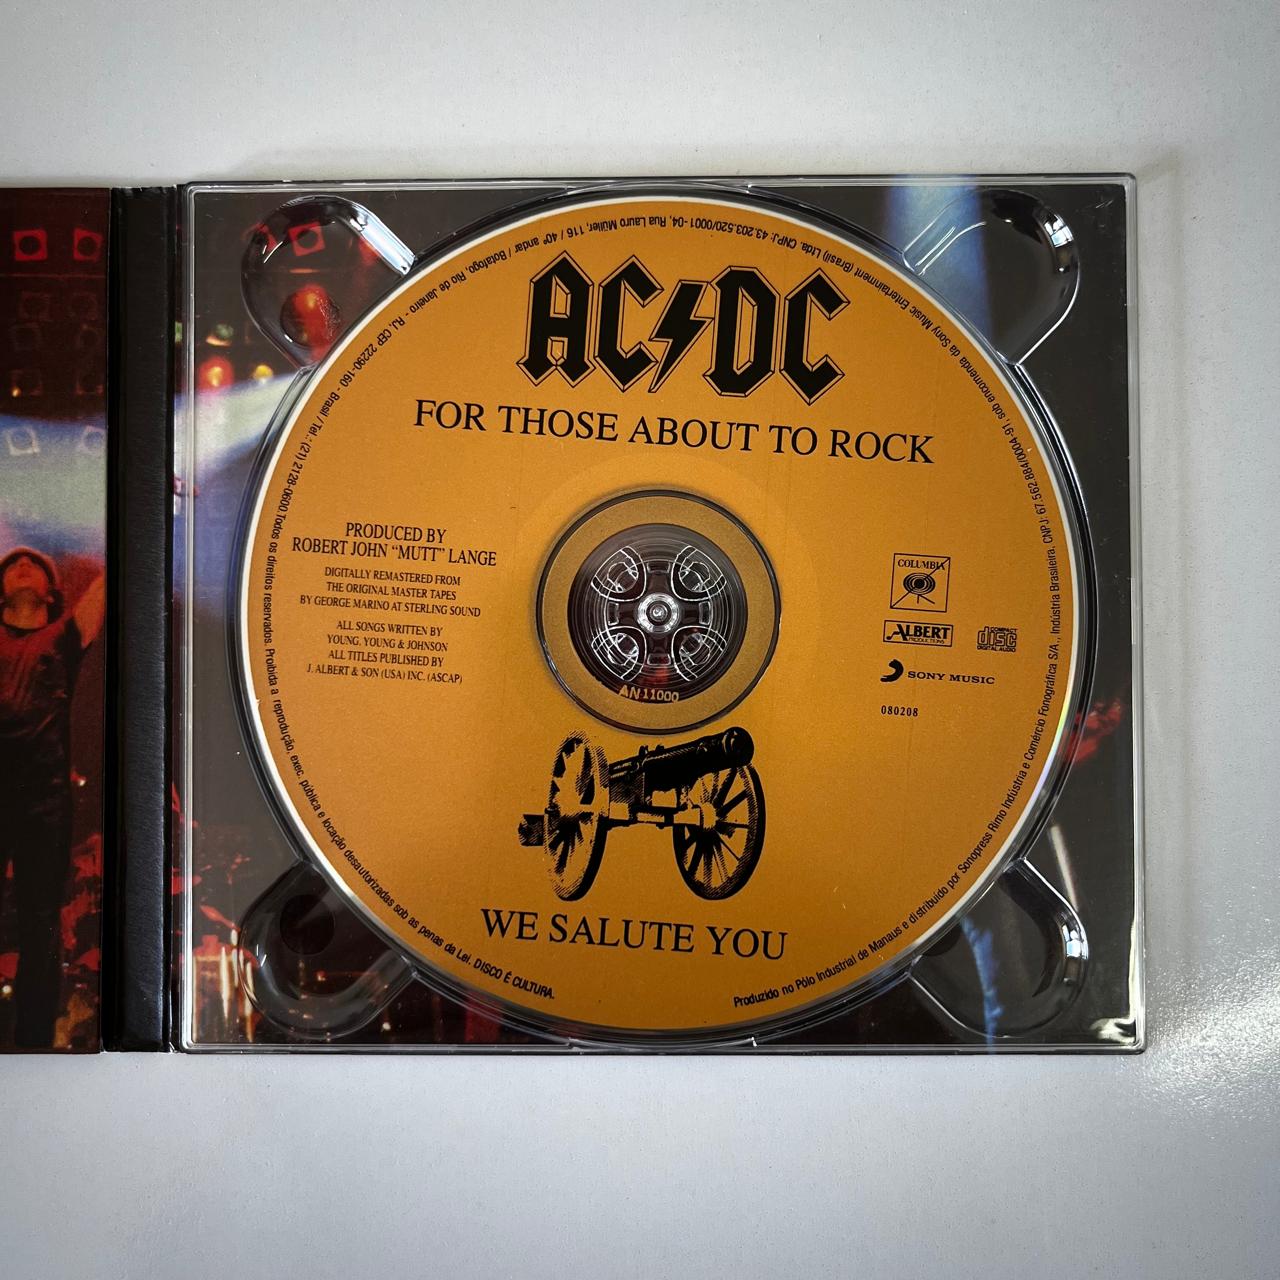 AC/DC
FOR THOSE ABOUT TO ROCK
PRODUCED BY
ROBERT JOHN “MUTT” LANGE
DIGITALLY REMASTERED FROM
THE ORIGINAL MASTER TAPES
BY GEORGE MARINO AT STERLING SOUND
ALL SONGS WRITTEN BY
YOUNG, YOUNG & JOHNSON
ALL TITLES PUBLISHED BY
J. ALBERT & SON (USA) INC. (ASCAP)
COLUMBIA
ALBERT
PRODUCTIONS
COMPACT
disc
DIGITAL AUDIO
SONY MUSIC
080208
AN11000
WE SALUTE YOU
Produzido no Pólo Industrial de Manaus e distribuído por Sonopress Rimo Indústria e Comércio Fonográfica S/A., Indústria Brasileira, CNPJ: 67.562.884/0004-91, sob encomenda da Sony Music Entertainment (Brasil) Ltda. CNPJ: 43.203.520/0001-04, Rua Lauro Müller, 116 / 40º andar / Botafogo, Rio de Janeiro - RJ, CEP 22290-160 - Brasil / Tel.: (21) 2128-0600.Todos os direitos reservados. Proibida a reprodução, exec. pública e locação desautorizadas sob as penas da Lei. DISCO É CULTURA.